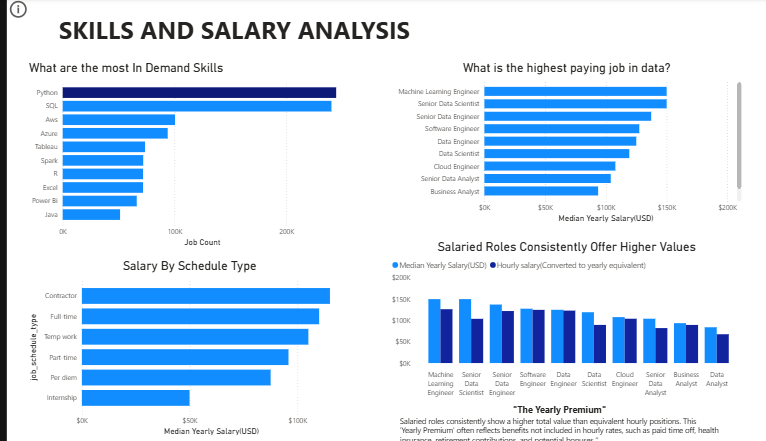 i
SKILLS AND SALARY ANALYSIS
What are the most In Demand Skills
Python
SQL
Aws
Azure
Tableau
Spark
R
Excel
Power Bi
Java
0K 100K 200K
Job Count
What is the highest paying job in data?
Machine Learning Engineer
Senior Data Scientist
Senior Data Engineer
Software Engineer
Data Engineer
Data Scientist
Cloud Engineer
Senior Data Analyst
Business Analyst
$0K $50K $100K $150K $200K
Median Yearly Salary(USD)
Salary By Schedule Type
job_schedule_type
Contractor
Full-time
Temp work
Part-time
Per diem
Internship
$0K $50K $100K
Median Yearly Salary(USD)
Salaried Roles Consistently Offer Higher Values
Median Yearly Salary(USD) Hourly salary(Converted to yearly equivalent)
$200K
$150K
$100K
$50K
$0K
Machine Learning Engineer
Senior Data Scientist
Senior Data Engineer
Software Engineer
Data Engineer
Data Scientist
Cloud Engineer
Senior Data Analyst
Business Analyst
Data Analyst
"The Yearly Premium"
Salaried roles consistently show a higher total value than equivalent hourly positions. This
'Yearly Premium' often reflects benefits not included in hourly rates, such as paid time off, health
insurance, retirement contributions, and potential bonuses."